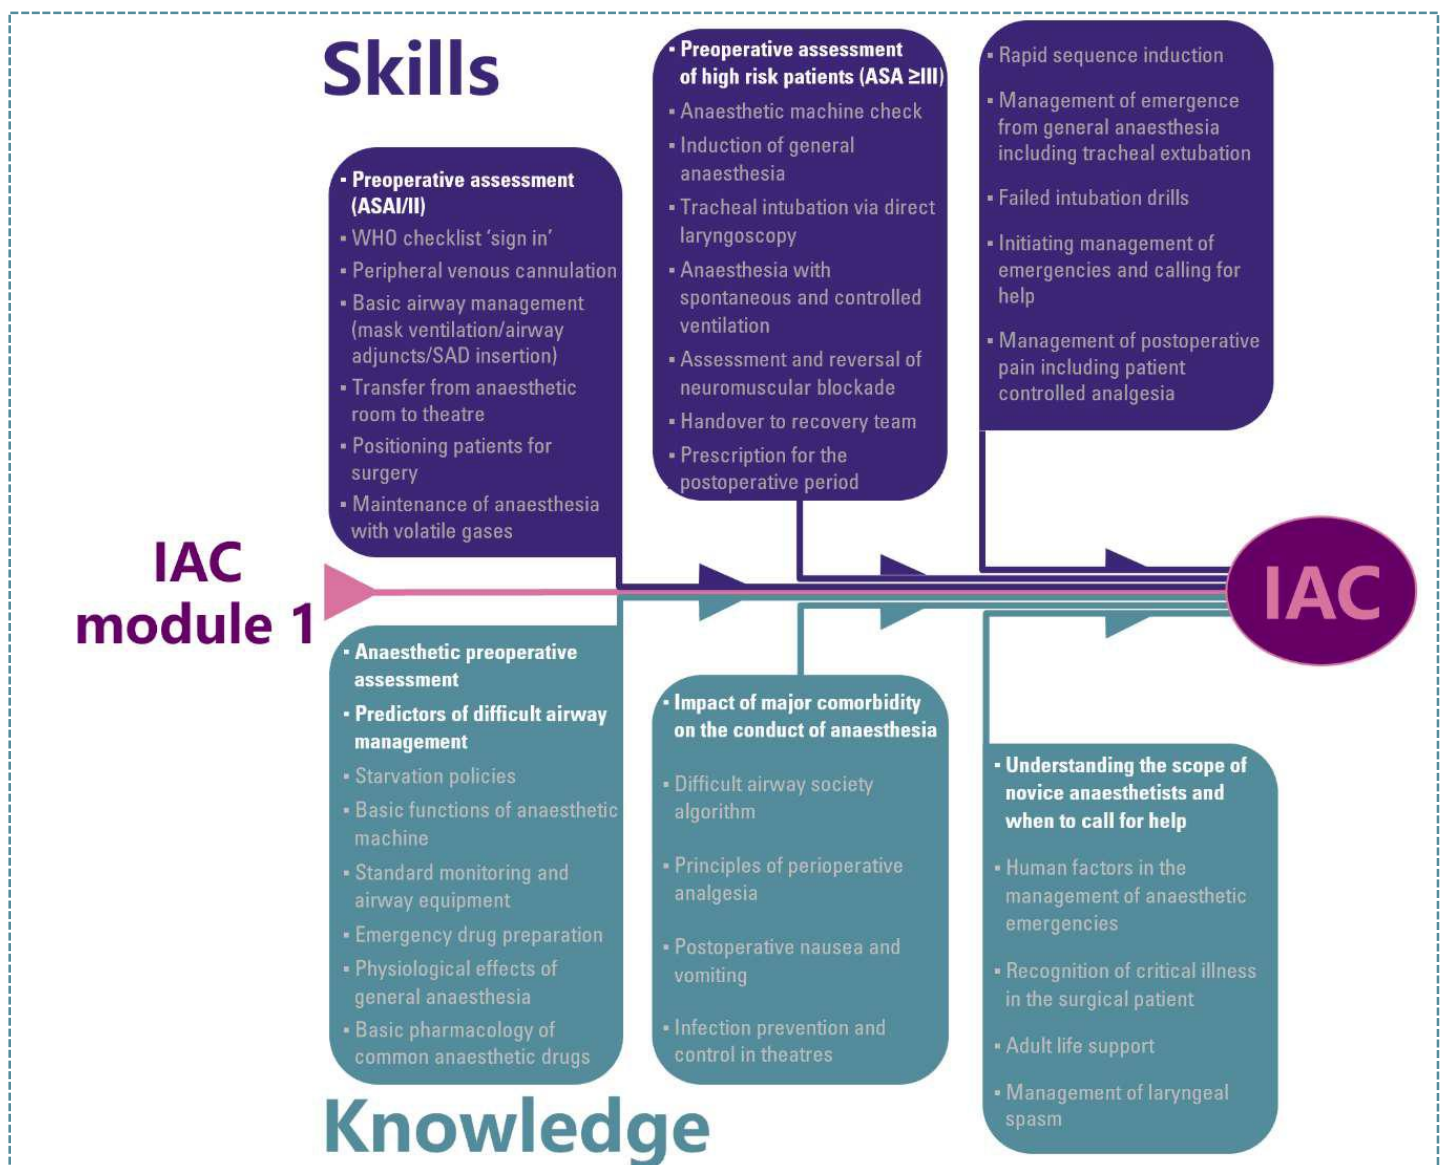 Skills
▪ Preoperative assessment
(ASAI/II)
▪ WHO checklist ‘sign in’
▪ Peripheral venous cannulation
▪ Basic airway management
(mask ventilation/airway
adjuncts/SAD insertion)
▪ Transfer from anaesthetic
room to theatre
▪ Positioning patients for
surgery
▪ Maintenance of anaesthesia
with volatile gases
▪ Preoperative assessment
of high risk patients (ASA ≥III)
▪ Anaesthetic machine check
▪ Induction of general
anaesthesia
▪ Tracheal intubation via direct
laryngoscopy
▪ Anaesthesia with
spontaneous and controlled
ventilation
▪ Assessment and reversal of
neuromuscular blockade
▪ Handover to recovery team
▪ Prescription for the
postoperative period
▪ Rapid sequence induction
▪ Management of emergence
from general anaesthesia
including tracheal extubation
▪ Failed intubation drills
▪ Initiating management of
emergencies and calling for
help
▪ Management of postoperative
pain including patient
controlled analgesia
IAC
module 1
IAC
▪ Anaesthetic preoperative
assessment
▪ Predictors of difficult airway
management
▪ Starvation policies
▪ Basic functions of anaesthetic
machine
▪ Standard monitoring and
airway equipment
▪ Emergency drug preparation
▪ Physiological effects of
general anaesthesia
▪ Basic pharmacology of
common anaesthetic drugs
▪ Impact of major comorbidity
on the conduct of anaesthesia
▪ Difficult airway society
algorithm
▪ Principles of perioperative
analgesia
▪ Postoperative nausea and
vomiting
▪ Infection prevention and
control in theatres
▪ Understanding the scope of
novice anaesthetists and
when to call for help
▪ Human factors in the
management of anaesthetic
emergencies
▪ Recognition of critical illness
in the surgical patient
▪ Adult life support
▪ Management of laryngeal
spasm
Knowledge